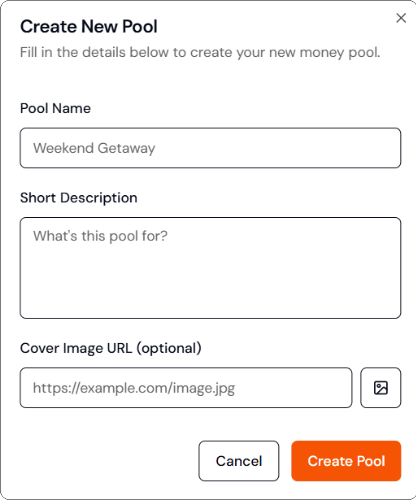 Create New Pool
Fill in the details below to create your new money pool.
Pool Name
Weekend Getaway
Short Description
What's this pool for?
Cover Image URL (optional)
https://example.com/image.jpg
Cancel
Create Pool